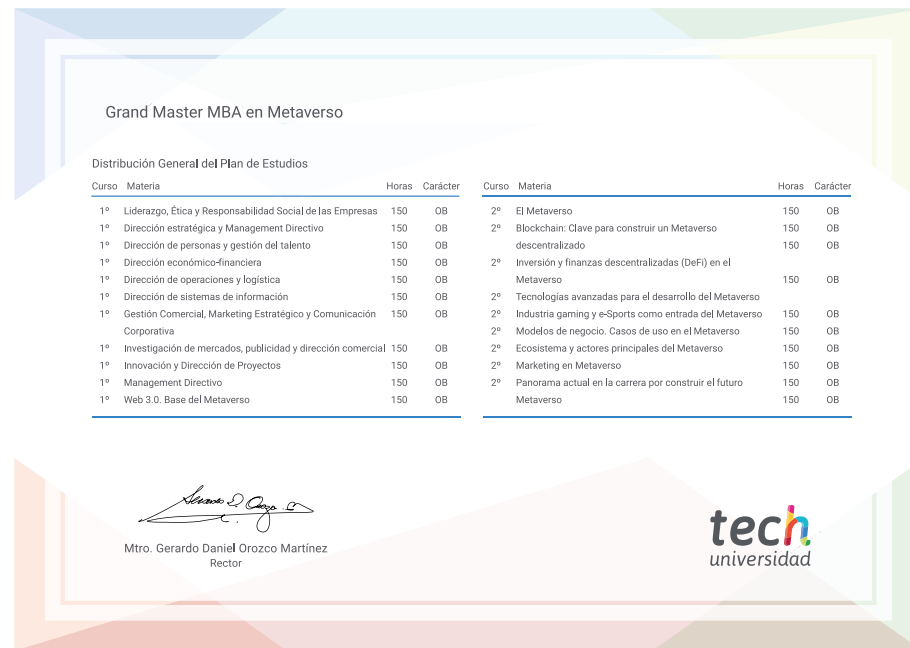 Grand Master MBA en Metaverso
Distribución General del Plan de Estudios
Curso Materia Horas Carácter
1º Liderazgo, Ética y Responsabilidad Social de las Empresas 150 OB
1º Dirección estratégica y Management Directivo 150 OB
1º Dirección de personas y gestión del talento 150 OB
1º Dirección económico-financiera 150 OB
1º Dirección de operaciones y logística 150 OB
1º Dirección de sistemas de información 150 OB
1º Gestión Comercial, Marketing Estratégico y Comunicación 150 OB
Corporativa
1º Investigación de mercados, publicidad y dirección comercial 150 OB
1º Innovación y Dirección de Proyectos 150 OB
1º Management Directivo 150 OB
1º Web 3.0. Base del Metaverso 150 OB
Curso Materia Horas Carácter
2º El Metaverso 150 OB
2º Blockchain: Clave para construir un Metaverso 150 OB
descentralizado 150 OB
2º Inversión y finanzas descentralizadas (DeFi) en el
Metaverso 150 OB
2º Tecnologías avanzadas para el desarrollo del Metaverso
2º Industria gaming y e-Sports como entrada del Metaverso 150 OB
2º Modelos de negocio. Casos de uso en el Metaverso 150 OB
2º Ecosistema y actores principales del Metaverso 150 OB
2º Marketing en Metaverso 150 OB
2º Panorama actual en la carrera por construir el futuro 150 OB
Metaverso 150 OB
Mtro. Gerardo Daniel Orozco Martínez
Rector
tech
universidad